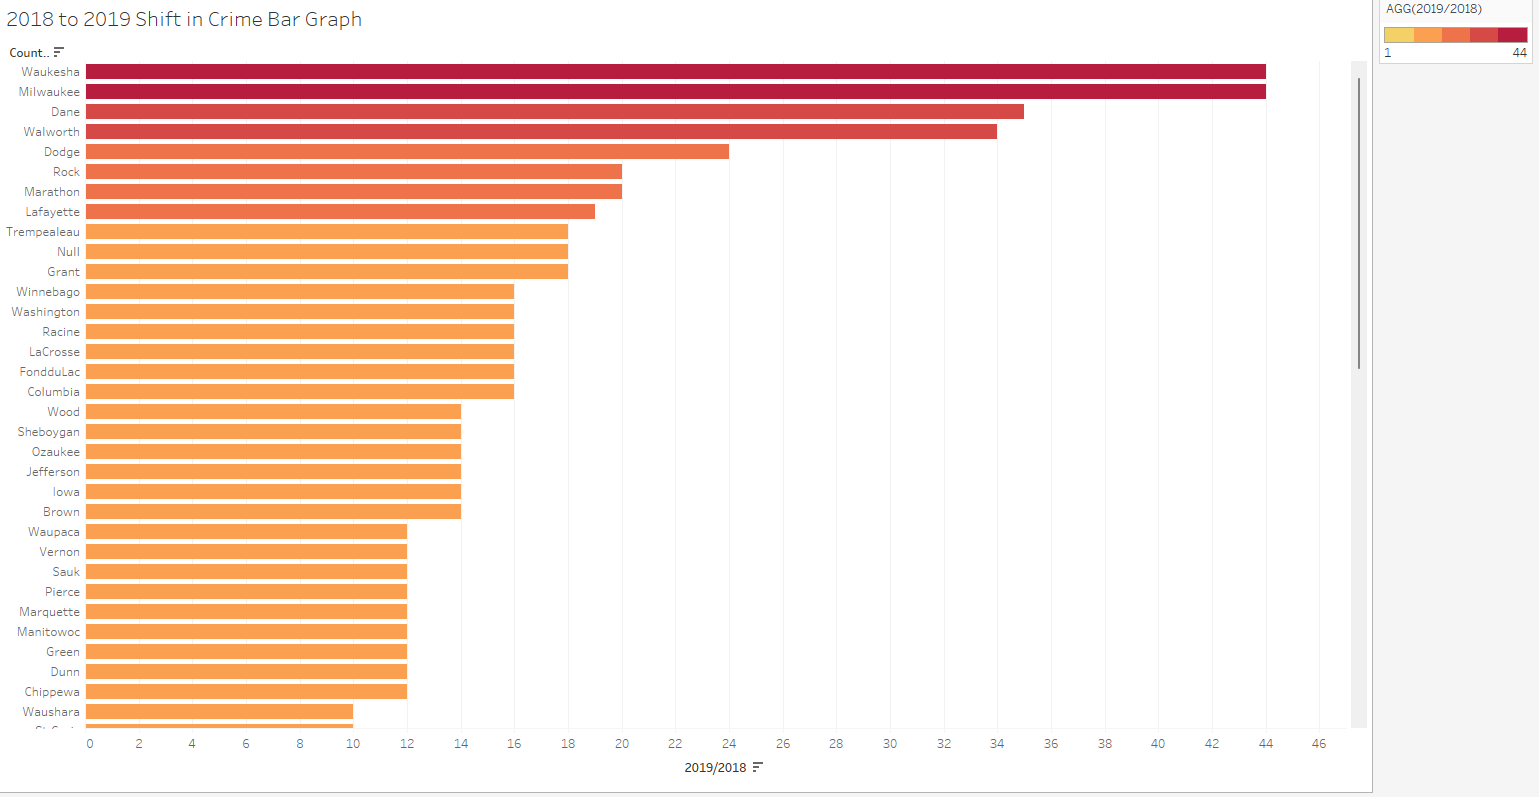 2018 to 2019 Shift in Crime Bar Graph
AGG(2019/2018)
1 44
Count..
Waukesha
Milwaukee
Dane
Walworth
Dodge
Rock
Marathon
Lafayette
Trempealeau
Null
Grant
Winnebago
Washington
Racine
LaCrosse
FondduLac
Columbia
Wood
Sheboygan
Ozaukee
Jefferson
Iowa
Brown
Waupaca
Vernon
Sauk
Pierce
Marquette
Manitowoc
Green
Dunn
Chippewa
Waushara
0 2 4 6 8 10 12 14 16 18 20 22 24 26 28 30 32 34 36 38 40 42 44 46
2019/2018